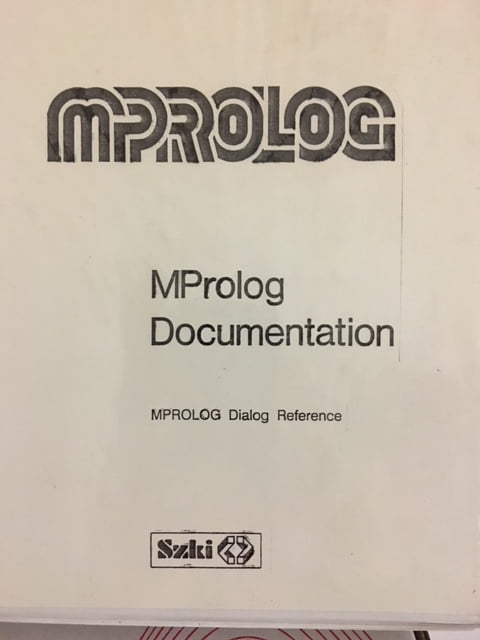 MPROLOG
MProlog
Documentation
MPROLOG Dialog Reference
Szki